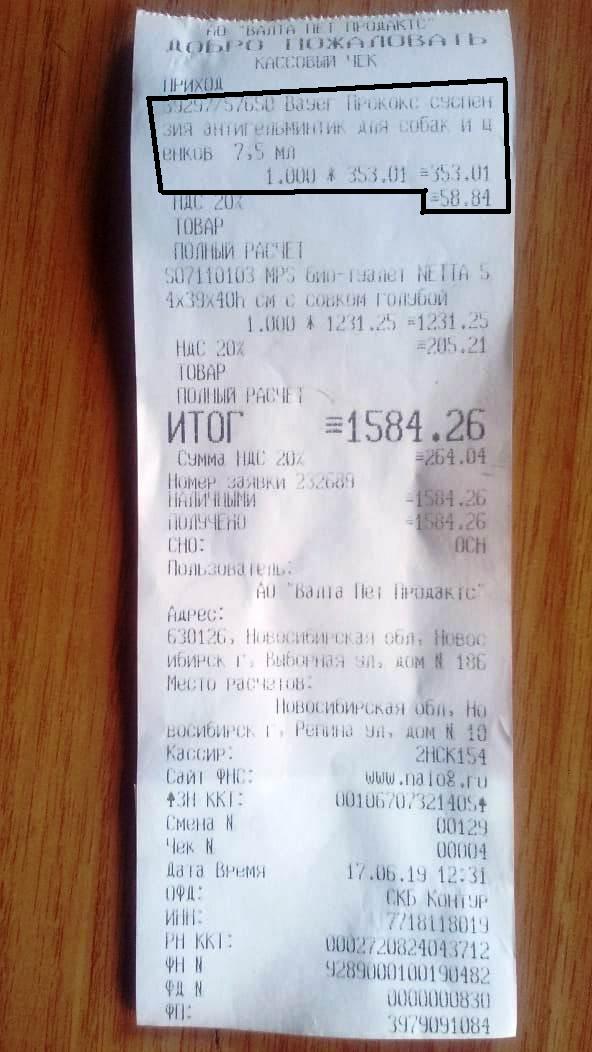 АО "ВАЛТА ПЕТ ПРОДАКТС"
ДОБРО ПОЖАЛОВАТЬ
КАССОВЫЙ ЧЕК
ПРИХОД
39297/57650 Bayer Прококс суспен
зия антигельминтик для собак и щ
енков 7,5 мл
1.000 * 353.01 =353.01
НДС 20% =58.84
ТОВАР
ПОЛНЫЙ РАСЧЕТ
S07110103 MPS био-туалет NETTA 5
4х39х40h см с совком голубой
1.000 * 1231.25 =1231.25
НДС 20% =205.21
ТОВАР
ПОЛНЫЙ РАСЧЕТ
ИТОГ =1584.26
Сумма НДС 20% =264.04
Номер заявки 232689
НАЛИЧНЫМИ =1584.26
ПОЛУЧЕНО =1584.26
СНО: ОСН
Пользователь:
АО "Валта Пет Продактс"
Адрес:
630126, Новосибирская обл, Новос
ибирск г, Выборная ул, дом N 186
Место расчетов:
Новосибирская обл, Но
восибирск г, Репина ул, дом N 10
Кассир: 2НСК154
Сайт ФНС: www.nalog.ru
↑ЗН ККТ: 00106707321405↑
Смена N 00129
Чек N 00004
Дата Время 17.06.19 12:31
ОФД: СКБ Контур
ИНН: 7718118019
РН ККТ: 0002720824043712
ФН N 9289000100190482
ФД N 0000000830
ФП: 3979091084